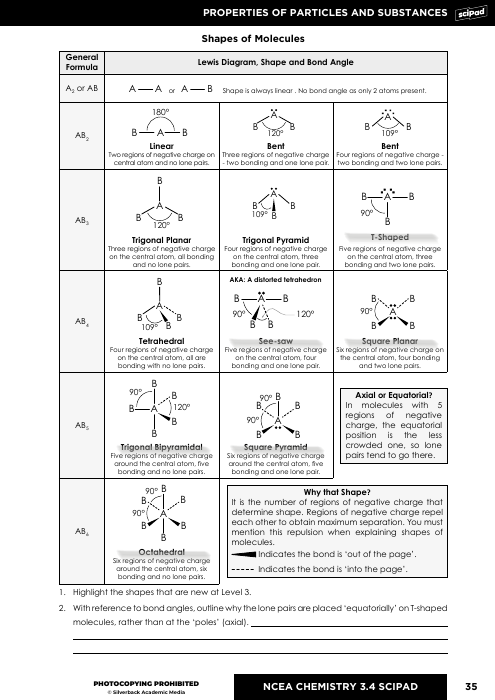 PROPERTIES OF PARTICLES AND SUBSTANCES
scipad
Shapes of Molecules
General Formula
Lewis Diagram, Shape and Bond Angle
A₂ or AB
A — A or A — B
Shape is always linear . No bond angle as only 2 atoms present.
AB₂
180°
B A B
Linear
Two regions of negative charge on
central atom and no lone pairs.
A
B B
120°
Bent
Three regions of negative charge
- two bonding and one lone pair.
A
B B
109°
Bent
Four regions of negative charge -
two bonding and two lone pairs.
AB₃
B
A
B B
120°
Trigonal Planar
Three regions of negative charge
on the central atom, all bonding
and no lone pairs.
A
B B
109° B
Trigonal Pyramid
Four regions of negative charge
on the central atom, three
bonding and one lone pair.
B A B
90°
B
T-Shaped
Five regions of negative charge
on the central atom, three
bonding and two lone pairs.
AB₄
B
A
B B
109° B
Tetrahedral
Four regions of negative charge
on the central atom, all are
bonding with no lone pairs.
AKA: A distorted tetrahedron
B A B
90° 120°
B B
See-saw
Five regions of negative charge
on the central atom, four
bonding and one lone pair.
B B
90° A
B B
Square Planar
Six regions of negative charge on
the central atom, four bonding
and two lone pairs.
AB₅
B
90° B
B A 120°
B
B
Trigonal Bipyramidal
Five regions of negative charge
around the central atom, five
bonding and no lone pairs.
90° B
B B
A
B B
Square Pyramid
Six regions of negative charge
around the central atom, five
bonding and one lone pair.
Axial or Equatorial?
In molecules with 5
regions of negative
charge, the equatorial
position is the less
crowded one, so lone
pairs tend to go there.
AB₆
90° B
B B
90° A
B B
B
Octahedral
Six regions of negative charge
around the central atom, six
bonding and no lone pairs.
Why that Shape?
It is the number of regions of negative charge that
determine shape. Regions of negative charge repel
each other to obtain maximum separation. You must
mention this repulsion when explaining shapes of
molecules.
Indicates the bond is 'out of the page'.
Indicates the bond is 'into the page'.
1. Highlight the shapes that are new at Level 3.
2. With reference to bond angles, outline why the lone pairs are placed 'equatorially' on T-shaped
molecules, rather than at the 'poles' (axial).
PHOTOCOPYING PROHIBITED
© Silverback Academic Media
NCEA CHEMISTRY 3.4 SCIPAD
35